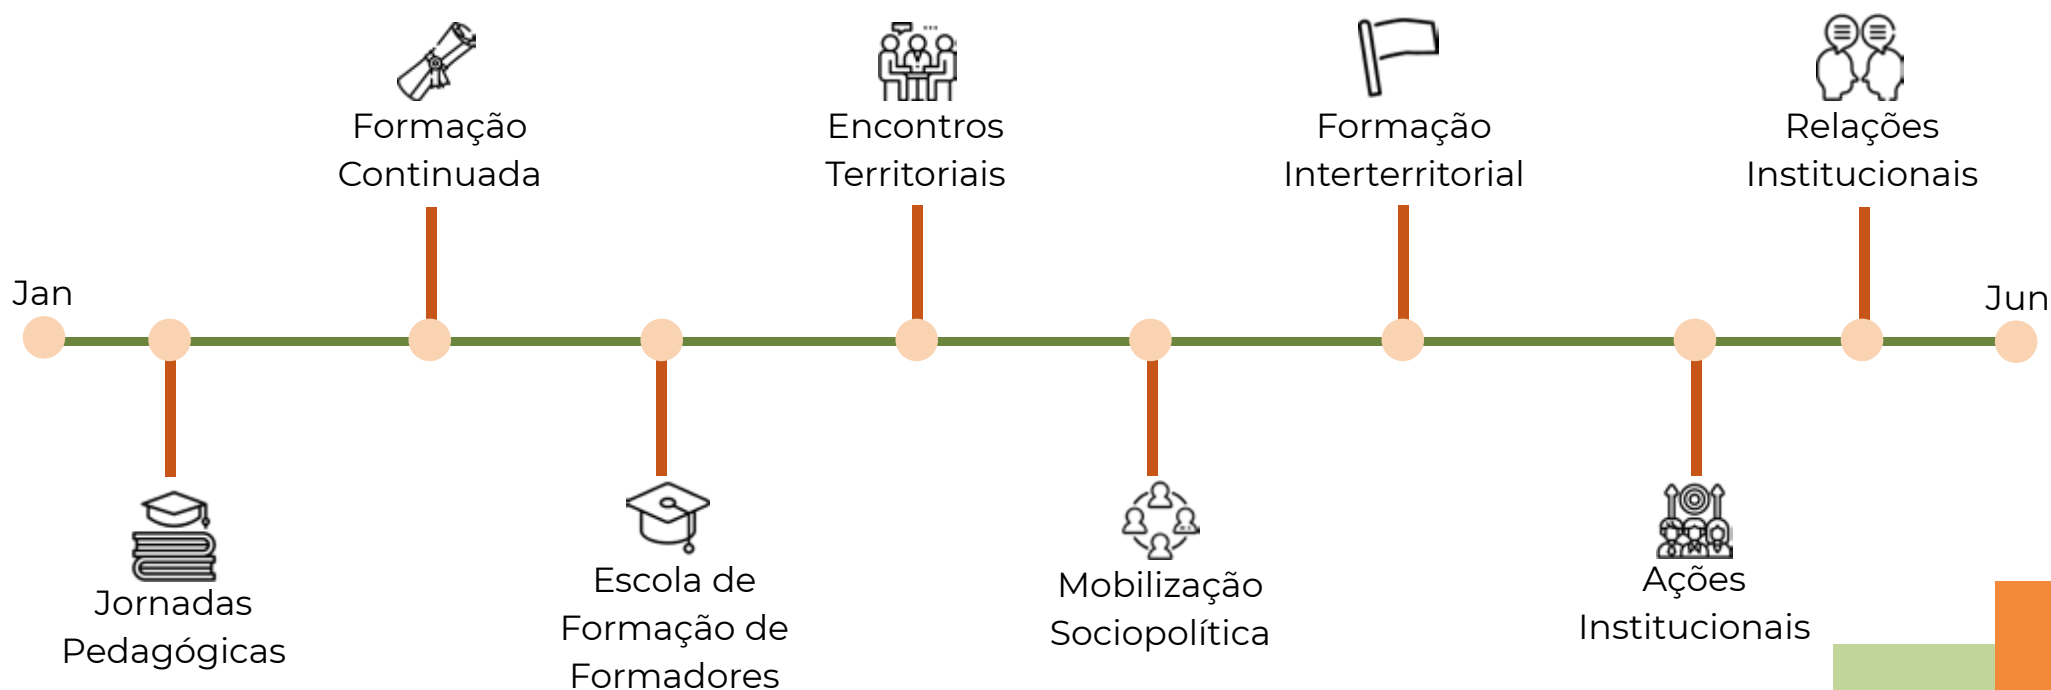 Formação
Continuada
Encontros
Territoriais
Formação
Interterritorial
Relações
Institucionais
Jan
Jun
Jornadas
Pedagógicas
Escola de
Formação de
Formadores
Mobilização
Sociopolítica
Ações
Institucionais